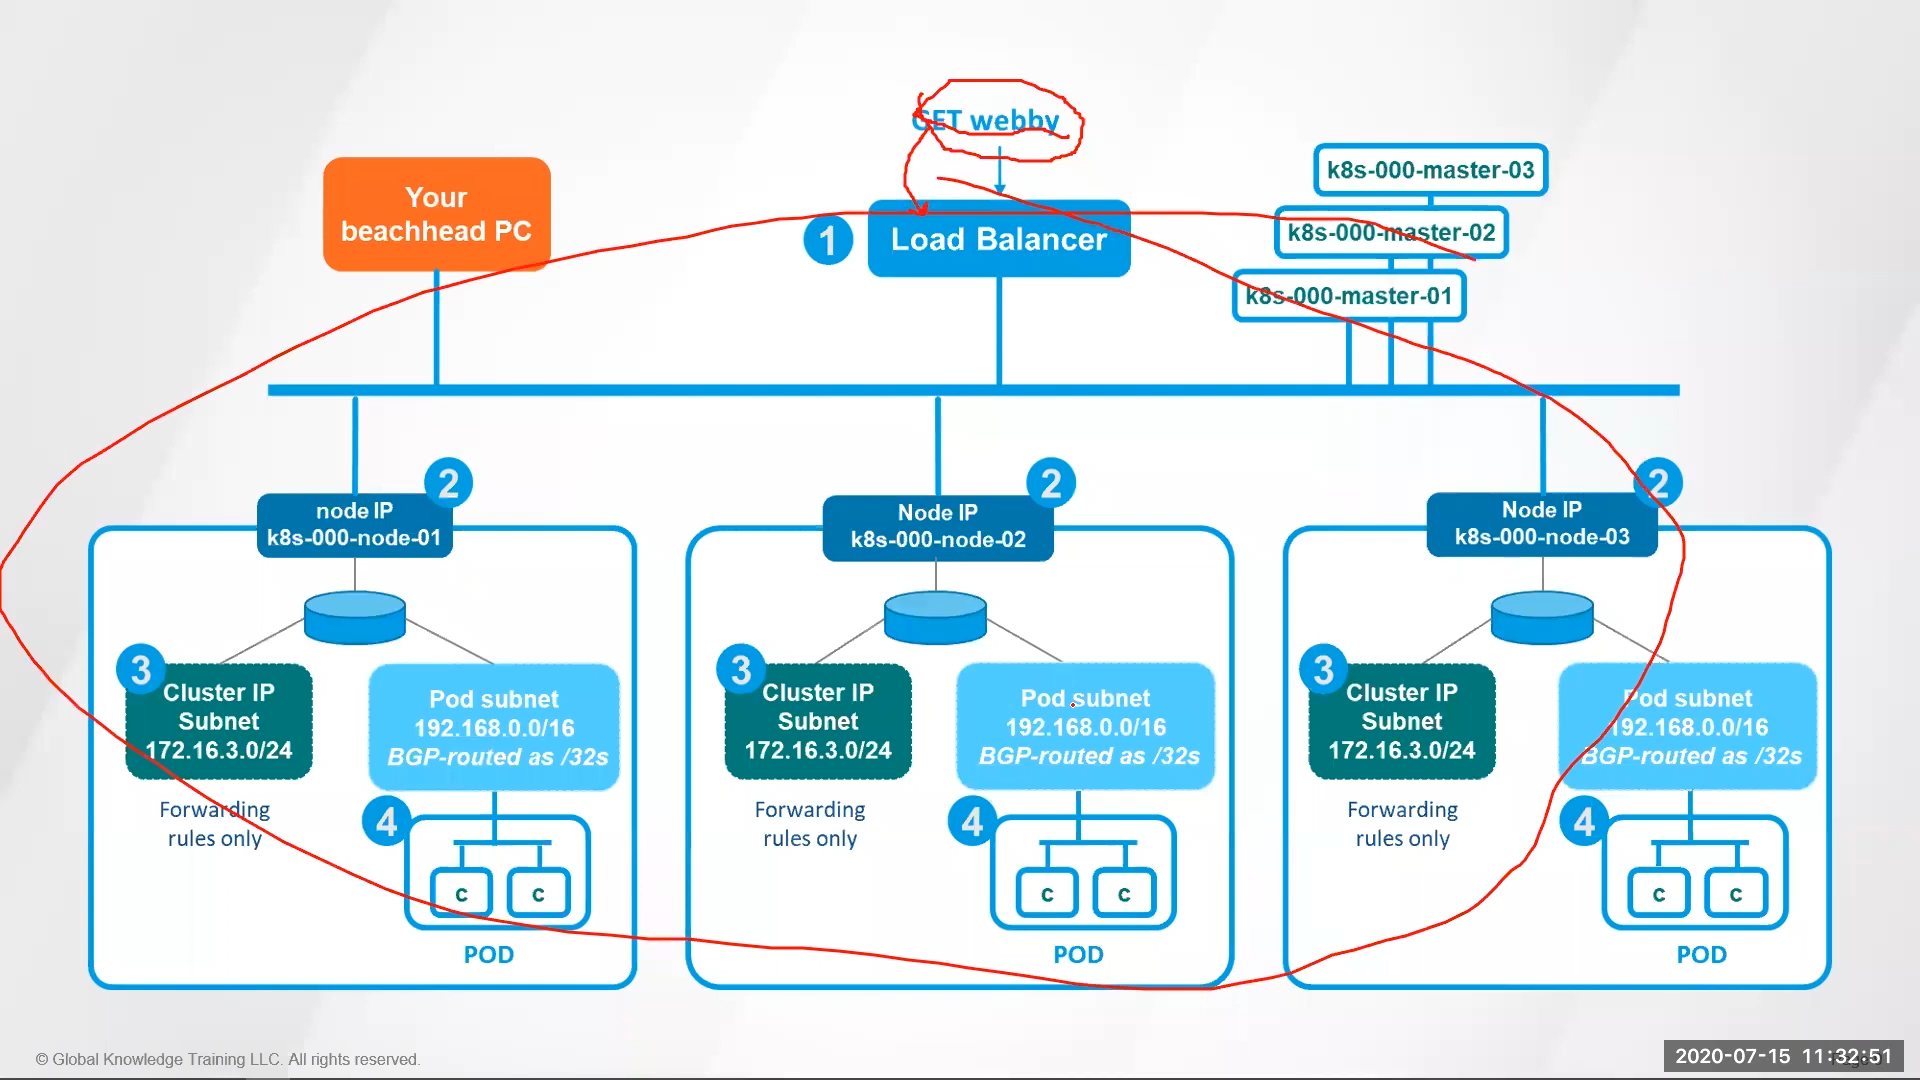 GET webby
Your
beachhead PC
1
Load Balancer
k8s-000-master-03
k8s-000-master-02
k8s-000-master-01
2
node IP
k8s-000-node-01
3
Cluster IP
Subnet
172.16.3.0/24
Forwarding
rules only
Pod subnet
192.168.0.0/16
BGP-routed as /32s
4
c c
POD
2
Node IP
k8s-000-node-02
3
Cluster IP
Subnet
172.16.3.0/24
Forwarding
rules only
Pod subnet
192.168.0.0/16
BGP-routed as /32s
4
c c
POD
2
Node IP
k8s-000-node-03
3
Cluster IP
Subnet
172.16.3.0/24
Forwarding
rules only
Pod subnet
192.168.0.0/16
BGP-routed as /32s
4
c c
POD
© Global Knowledge Training LLC. All rights reserved.
2020-07-15 11:32:51